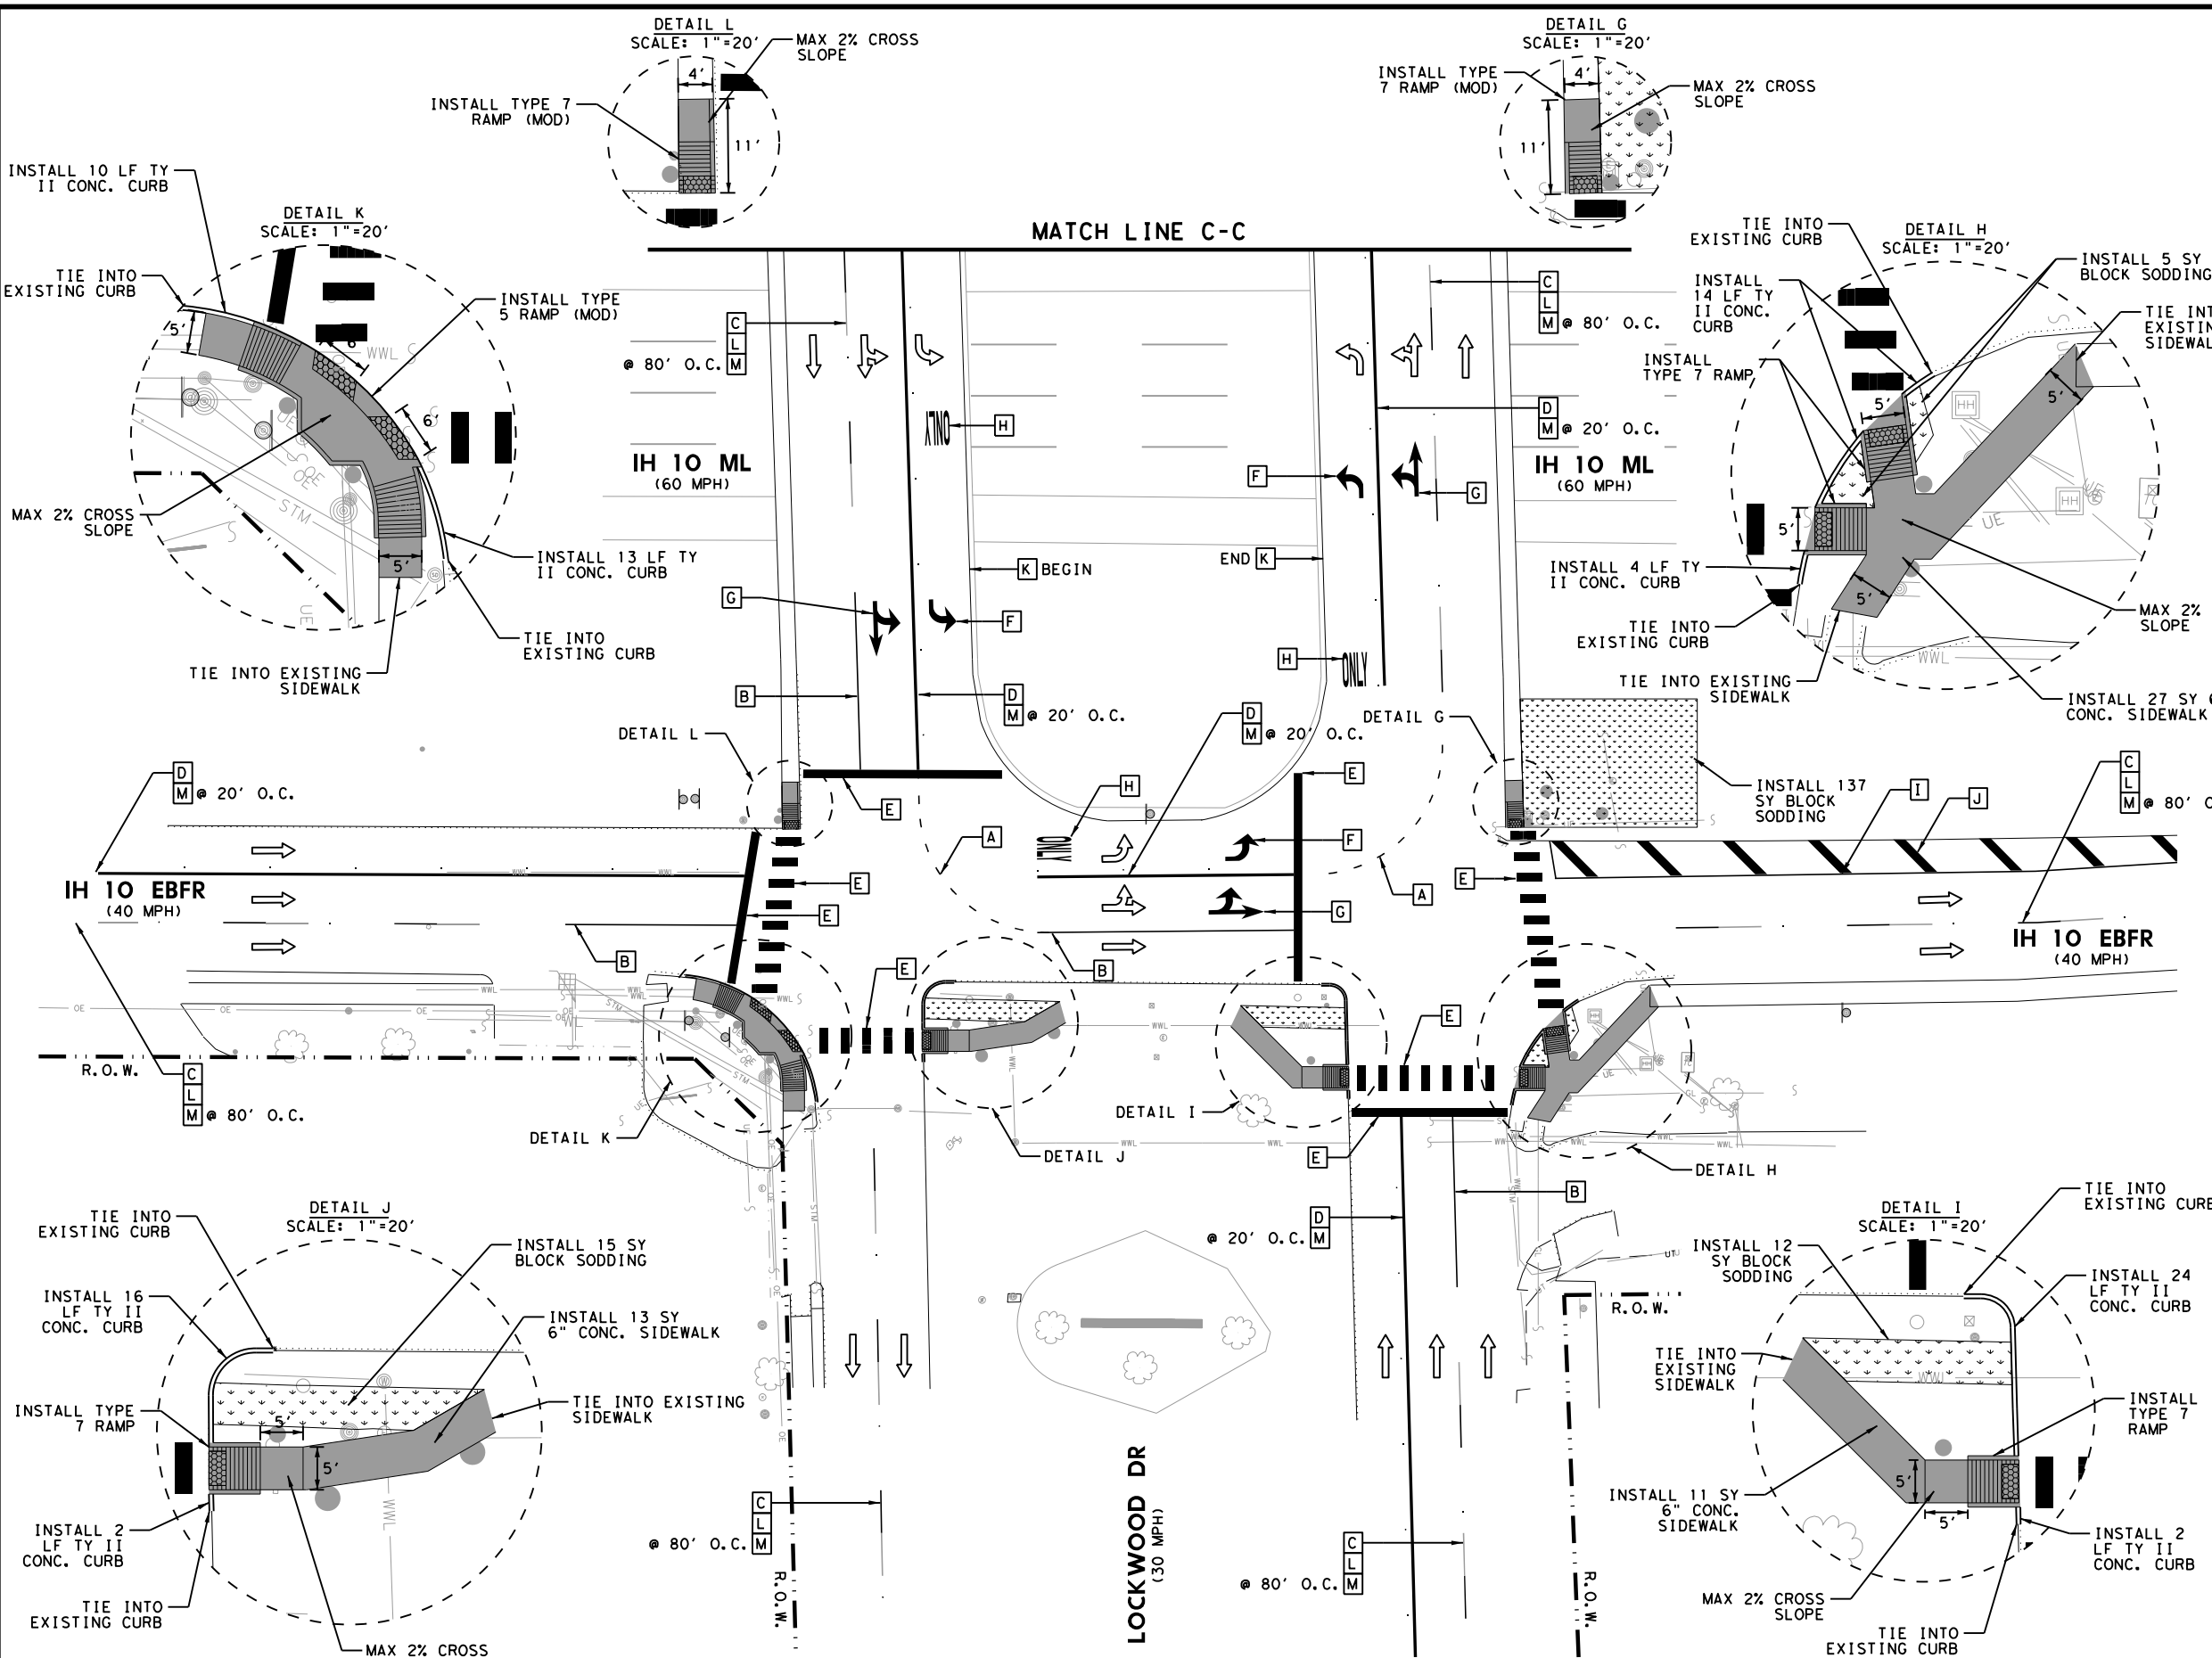 DETAIL L
SCALE: 1"=20'
MAX 2% CROSS
SLOPE
4'
INSTALL TYPE 7
RAMP (MOD)
11'
DETAIL G
SCALE: 1"=20'
INSTALL TYPE
7 RAMP (MOD)
4'
MAX 2% CROSS
SLOPE
11'
INSTALL 10 LF TY
II CONC. CURB
DETAIL K
SCALE: 1"=20'
TIE INTO
EXISTING CURB
5'
INSTALL TYPE
5 RAMP (MOD)
6'
WWL
6'
UE
OE
OE
STM
MAX 2% CROSS
SLOPE
5'
INSTALL 13 LF TY
II CONC. CURB
UE
TIE INTO
EXISTING CURB
TIE INTO EXISTING
SIDEWALK
MATCH LINE C-C
TIE INTO
EXISTING CURB
DETAIL H
SCALE: 1"=20'
INSTALL 5 SY
BLOCK SODDING
INSTALL
14 LF TY
II CONC.
CURB
INSTALL
TYPE 7 RAMP
5'
HH
5'
HH
UE
UE
5'
INSTALL 4 LF TY
II CONC. CURB
5'
TIE INTO
EXISTING CURB
MAX 2%
SLOPE
WWL
TIE INTO EXISTING
SIDEWALK
INSTALL 27 SY
CONC. SIDEWALK
C
L
M @ 80' O.C.
C
L
@ 80' O.C. M
ONLY
H
D
M @ 20' O.C.
IH 10 ML
(60 MPH)
IH 10 ML
(60 MPH)
F
G
K BEGIN
END K
G
F
H
ONLY
B
D
M @ 20' O.C.
D
M @ 20' O.C.
DETAIL L
DETAIL G
D
M @ 20' O.C.
E
E
H
INSTALL 137
SY BLOCK
SODDING
I
J
C
L
M @ 80'
A
ONLY
F
A
E
E
E
G
IH 10 EBFR
(40 MPH)
B
E
B
IH 10 EBFR
(40 MPH)
E
R.O.W.
C
L
M @ 80' O.C.
DETAIL K
DETAIL J
DETAIL I
E
DETAIL H
B
D
@ 20' O.C. M
R.O.W.
DETAIL J
SCALE: 1"=20'
TIE INTO
EXISTING CURB
INSTALL 15 SY
BLOCK SODDING
INSTALL 16
LF TY II
CONC. CURB
INSTALL 13 SY
6" CONC. SIDEWALK
INSTALL TYPE
7 RAMP
5'
TIE INTO EXISTING
SIDEWALK
5'
WWL
INSTALL 2
LF TY II
CONC. CURB
TIE INTO
EXISTING CURB
MAX 2% CROSS
C
L
@ 80' O.C. M
R.O.W.
LOCKWOOD DR
(30 MPH)
C
L
@ 80' O.C. M
R.O.W.
DETAIL I
SCALE: 1"=20'
TIE INTO
EXISTING CURB
INSTALL 12
SY BLOCK
SODDING
INSTALL 24
LF TY II
CONC. CURB
TIE INTO
EXISTING
SIDEWALK
INSTALL
TYPE 7
RAMP
5'
INSTALL 11 SY
6" CONC.
SIDEWALK
5'
INSTALL 2
LF TY II
CONC. CURB
MAX 2% CROSS
SLOPE
TIE INTO
EXISTING CURB